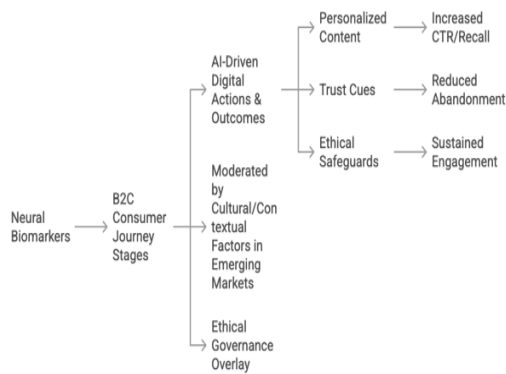 Neural
Biomarkers
B2C
Consumer
Journey
Stages
AI-Driven
Digital
Actions &
Outcomes
Personalized
Content
Increased
CTR/Recall
Trust Cues
Reduced
Abandonment
Ethical
Safeguards
Sustained
Engagement
Moderated
by
Cultural/Con
textual
Factors in
Emerging
Markets
Ethical
Governance
Overlay